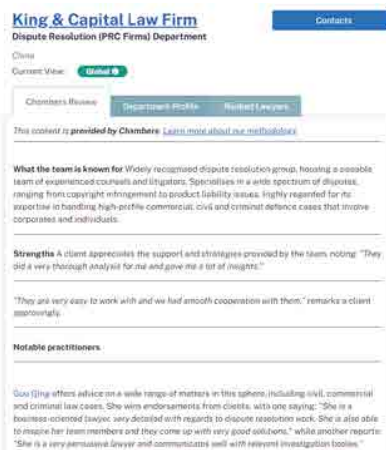 King & Capital Law Firm
Contacts
Dispute Resolution (PRC Firms) Department
China
Current View: Global
Chambers Review
Department Profile
Ranked Lawyers
This content is provided by Chambers. Learn more about our methodology
What the team is known for Widely recognised dispute resolution group, housing a sizeable
team of experienced counsels and litigators. Specialises in a wide spectrum of disputes,
ranging from copyright infringement to product liability issues. Highly regarded for its
expertise in handling high-profile commercial, civil and criminal defence cases that involve
corporates and individuals.
Strengths A client appreciates the support and strategies provided by the team, noting: "They
did a very thorough analysis for me and gave me a lot of insights."
"They are very easy to work with and we had smooth cooperation with them," remarks a client
approvingly.
Notable practitioners
Guo Qing offers advice on a wide range of matters in this sphere, including civil, commercial
and criminal law cases. She wins endorsements from clients, with one saying: "She is a
business-oriented lawyer, very detailed with regards to dispute resolution work. She is also able
to inspire her team members and they come up with very good solutions," while another reports:
"She is a very persuasive lawyer and communicates well with relevant investigation bodies."